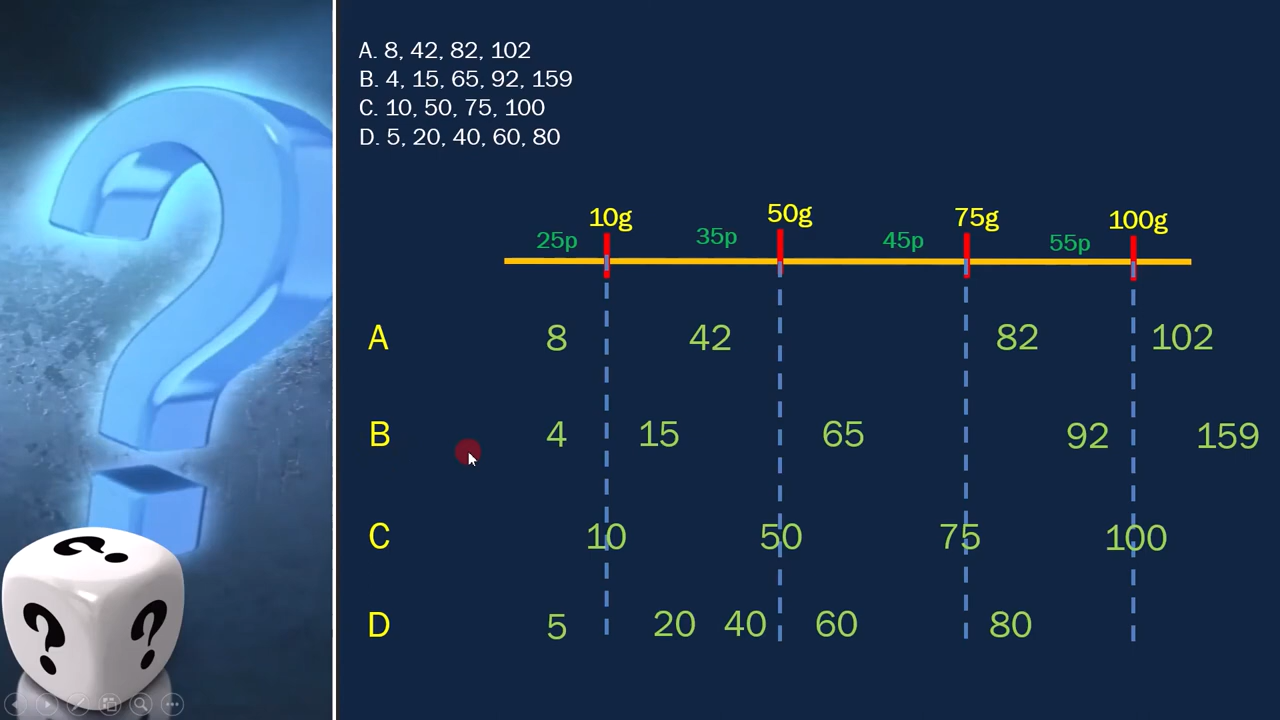 A. 8, 42, 82, 102
B. 4, 15, 65, 92, 159
C. 10, 50, 75, 100
D. 5, 20, 40, 60, 80
10g 50g 75g 100g
25p 35p 45p 55p
A 8 42 82 102
B 4 15 65 92 159
C 10 50 75 100
D 5 20 40 60 80